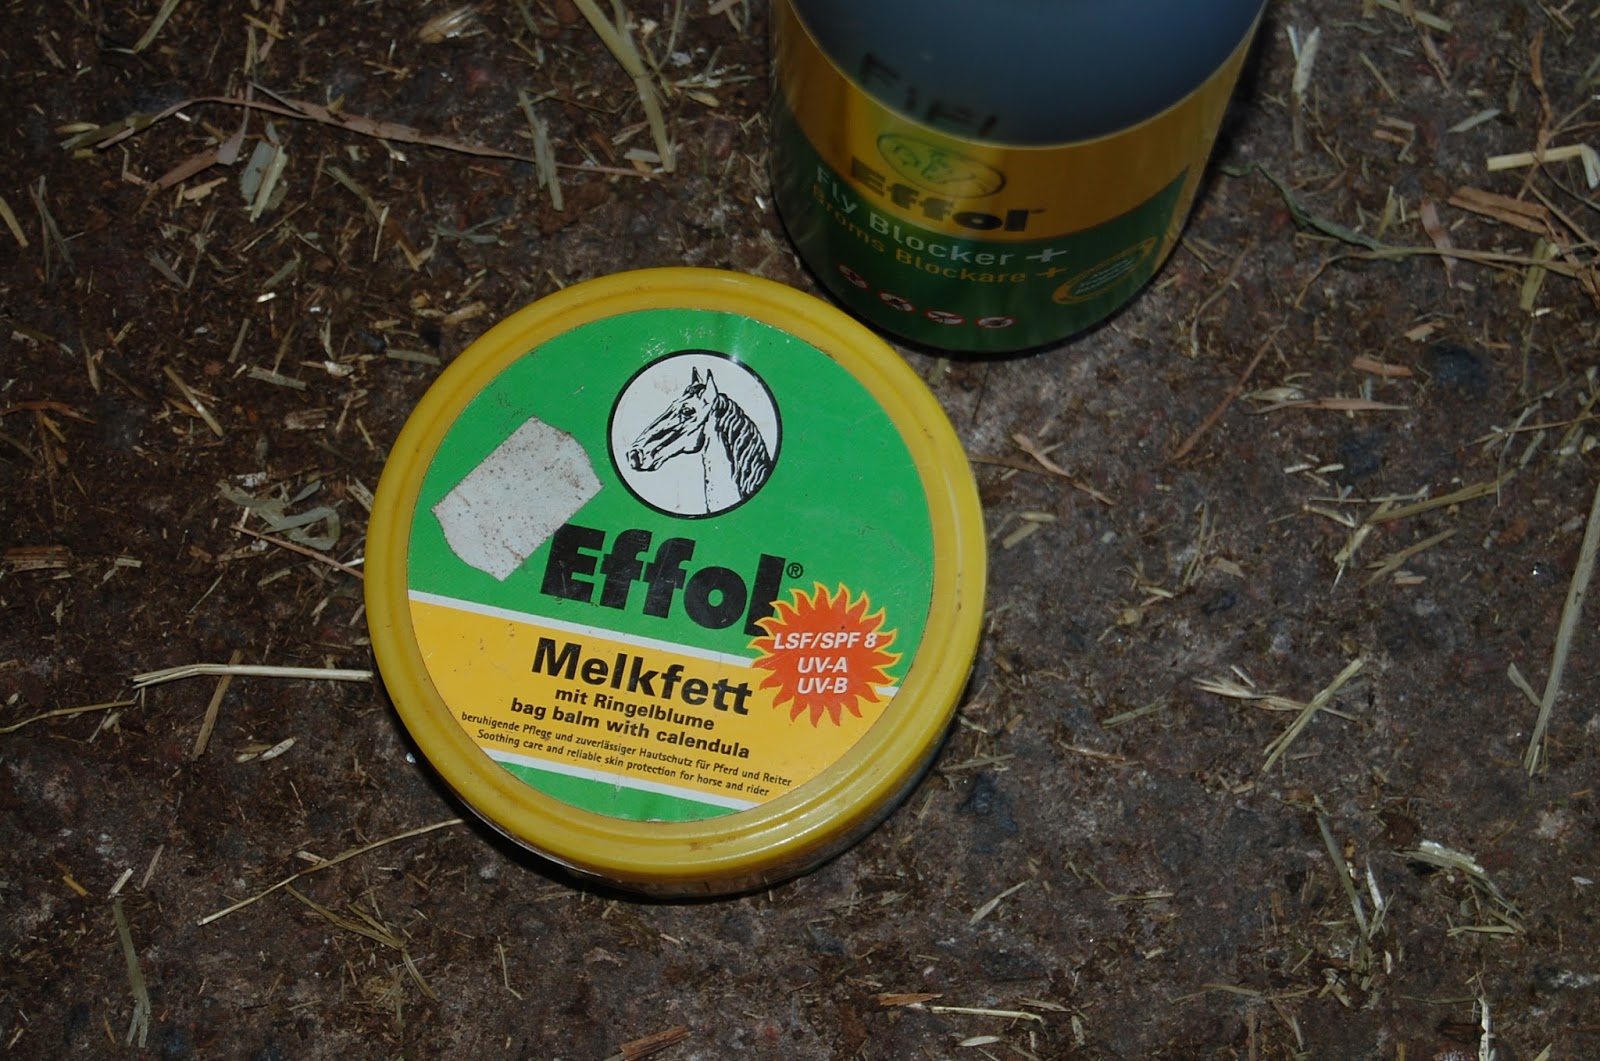 FiFi
Effol
Fly Blocker +
Broms Blockare +
Effol®
LSF/SPF 8
UV-A
UV-B
Melkfett
mit Ringelblume
bag balm with calendula
beruhigende Pflege und zuverlässiger Hautschutz für Pferd und Reiter
Soothing care and reliable skin protection for horse and rider